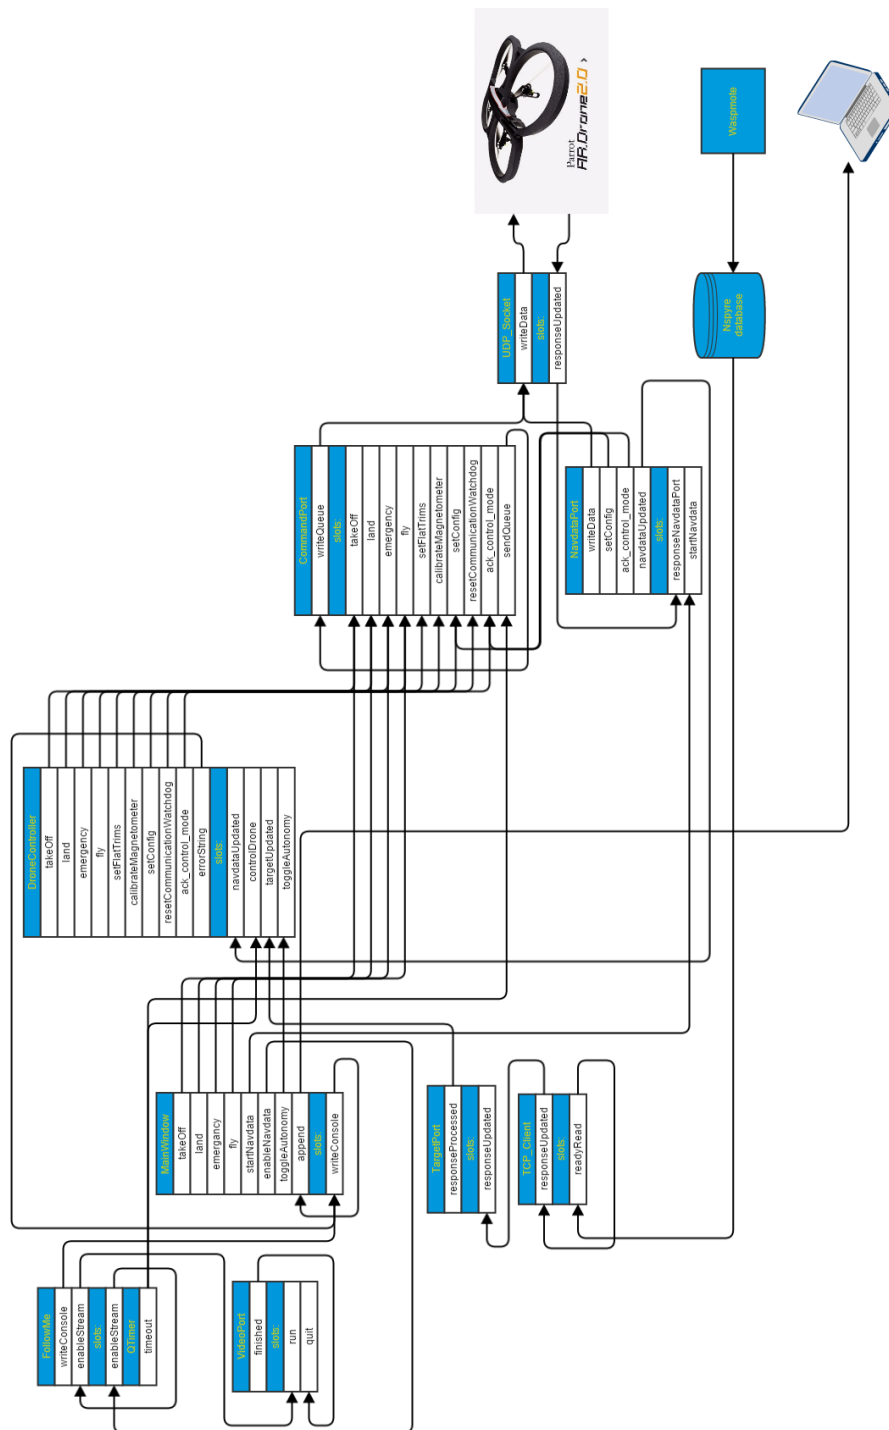 Parrot
AR.Drone2.0 ›
Waspmote
Nspyre
database
UDP_Socket
writeData
slots:
responseUpdated
CommandPort
writeQueue
slots:
takeOff
land
emergency
fly
setFlatTrims
calibrateMagnetometer
setConfig
resetCommunicationWatchdog
ack_control_mode
sendQueue
NavdataPort
writeData
setConfig
ack_control_mode
navdataUpdated
slots:
responseNavdataPort
startNavdata
DroneController
takeOff
land
emergency
fly
setFlatTrims
calibrateMagnetometer
setConfig
resetCommunicationWatchdog
ack_control_mode
errorString
slots:
navdataUpdated
controlDrone
targetUpdated
toggleAutonomy
MainWindow
takeOff
land
emergancy
fly
startNavdata
enableNavdata
toggleAutonomy
append
slots:
writeConsole
TargetPort
responseProcessed
slots:
responseUpdated
TCP_Client
responseUpdated
slots:
readyRead
FollowMe
writeConsole
enableStream
slots:
enableStream
QTimer
timeout
VideoPort
finished
slots:
run
quit